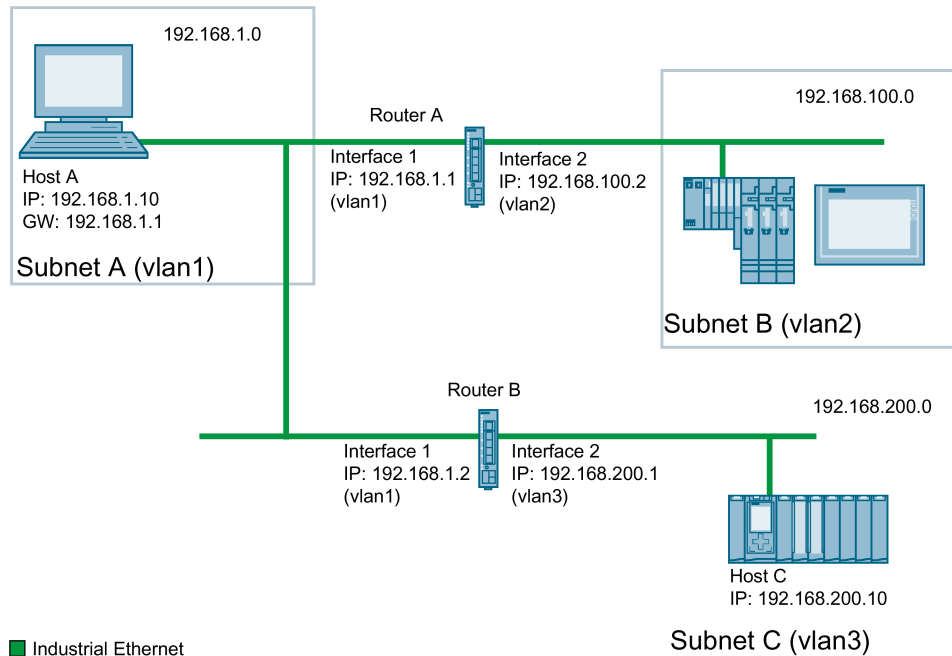 192.168.1.0
Host A
IP: 192.168.1.10
GW: 192.168.1.1
Subnet A (vlan1)
Router A
Interface 1
IP: 192.168.1.1
(vlan1)
Interface 2
IP: 192.168.100.2
(vlan2)
192.168.100.0
TOUCH
Subnet B (vlan2)
Router B
Interface 1
IP: 192.168.1.2
(vlan1)
Interface 2
IP: 192.168.200.1
(vlan3)
192.168.200.0
Host C
IP: 192.168.200.10
Subnet C (vlan3)
Industrial Ethernet